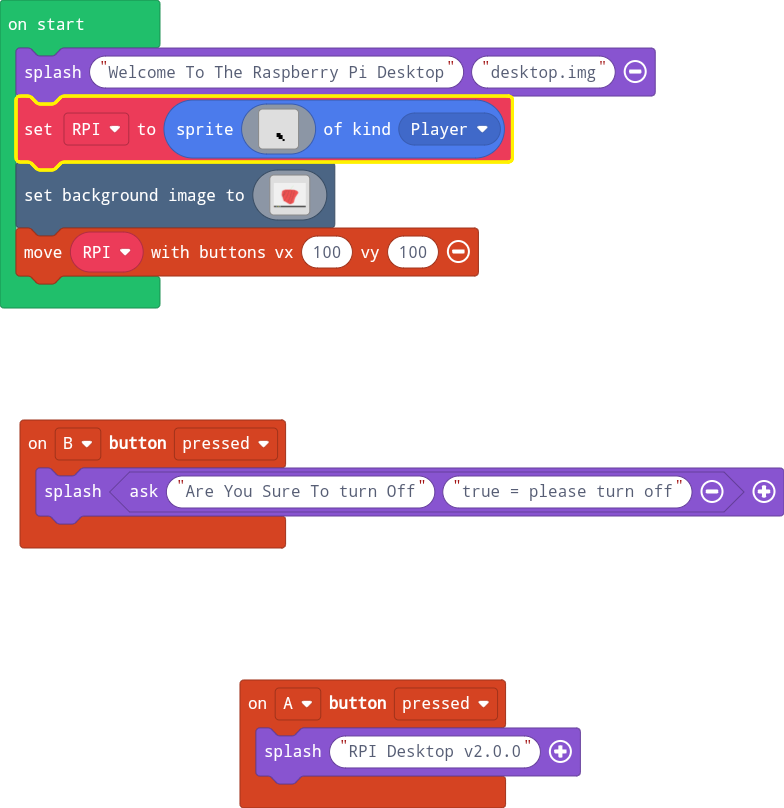 on start
splash "Welcome To The Raspberry Pi Desktop" "desktop.img"
set RPI to sprite of kind Player
set background image to
move RPI with buttons vx 100 vy 100
on B button pressed
splash ask "Are You Sure To turn Off" "true = please turn off"
on A button pressed
splash "RPI Desktop v2.0.0"